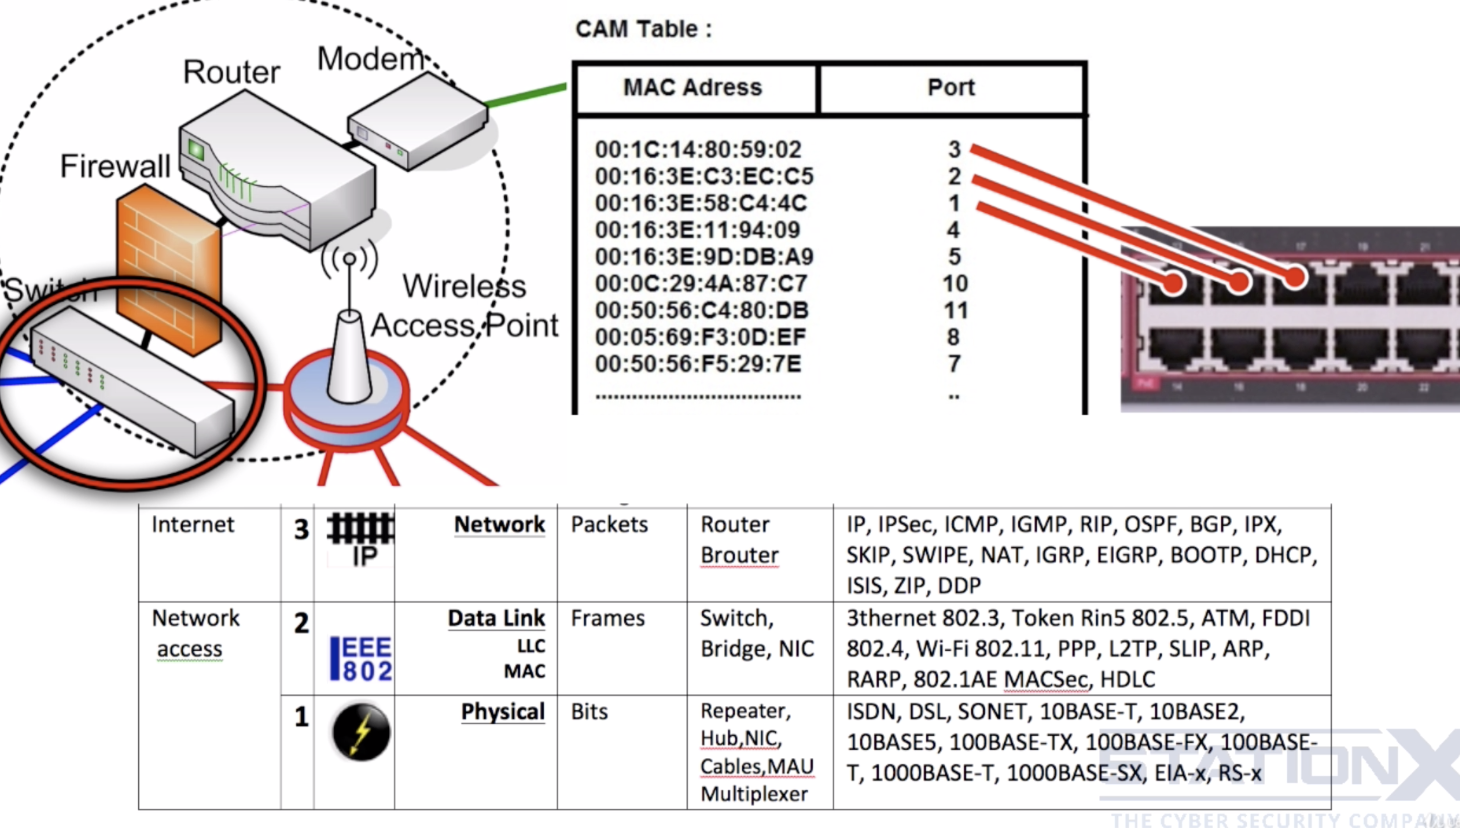 Router
Modem
Firewall
Switch
Wireless
Access Point
CAM Table :
MAC Adress Port
00:1C:14:80:59:02 3
00:16:3E:C3:EC:C5 2
00:16:3E:58:C4:4C 1
00:16:3E:11:94:09 4
00:16:3E:9D:DB:A9 5
00:0C:29:4A:87:C7 10
00:50:56:C4:80:DB 11
00:05:69:F3:0D:EF 8
00:50:56:F5:29:7E 7
.................................. ..
17 19 21
PoE 14 16 18 20 22
Internet 3 IP Network Packets Router IP, IPSec, ICMP, IGMP, RIP, OSPF, BGP, IPX,
Brouter SKIP, SWIPE, NAT, IGRP, EIGRP, BOOTP, DHCP,
ISIS, ZIP, DDP
Network 2 Data Link Frames Switch, 3thernet 802.3, Token Rin5 802.5, ATM, FDDI
access IEEE LLC Bridge, NIC 802.4, Wi-Fi 802.11, PPP, L2TP, SLIP, ARP,
802 MAC RARP, 802.1AE MACSec, HDLC
1 Physical Bits Repeater, ISDN, DSL, SONET, 10BASE-T, 10BASE2,
Hub,NIC, 10BASE5, 100BASE-TX, 100BASE-FX, 100BASE-
Cables,MAU T, 1000BASE-T, 1000BASE-SX, EIA-x, RS-x
Multiplexer
STATIONX
THE CYBER SECURITY COMPANY